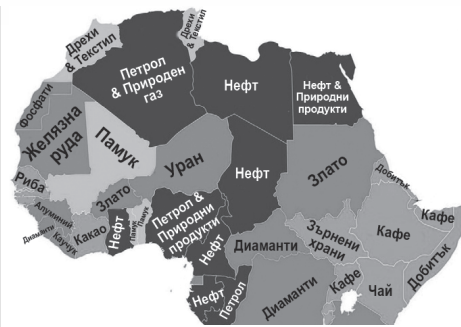 Дрехи
& Текстил
Дрехи
& Текстил
Петрол
& Природен
газ
Нефт
Нефт &
Природни
продукти
Фосфати
Желязна
руда
Памук
Уран
Нефт
Злато
Добитък
Риба
Злато
Алуминий
Диаманти
Каучук
Какао
Нефт
Памук
Памук
Петрол &
Природни
продукти
Нефт
Диаманти
Зърнени
храни
Кафе
Кафе
Добитък
Нефт
Петрол
Диаманти
Кафе
Чай